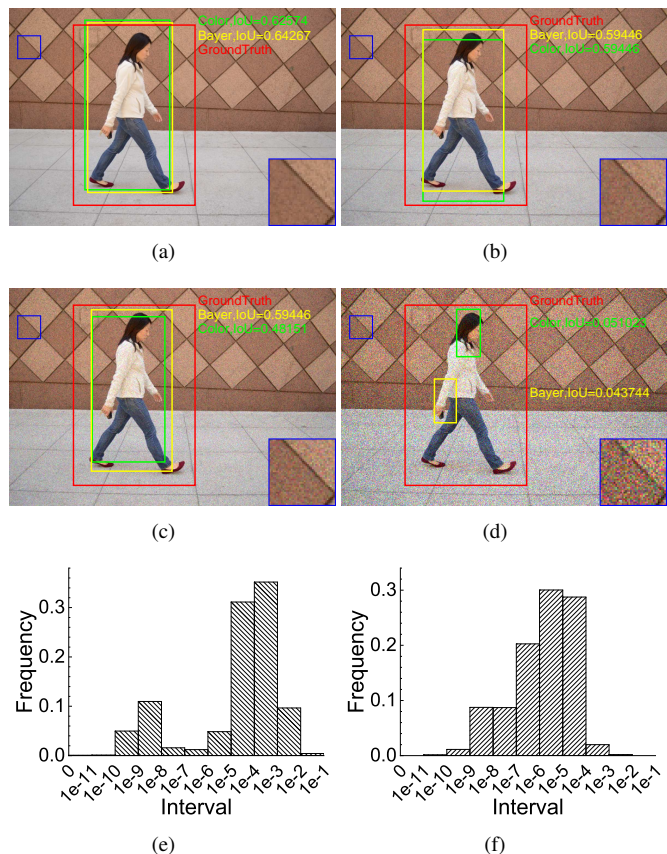 Color,IoU=0.62574
Bayer,IoU=0.64267
GroundTruth
(a)
GroundTruth
Bayer,IoU=0.59446
Color,IoU=0.59446
(b)
GroundTruth
Bayer,IoU=0.59446
(c)
GroundTruth
Bayer,IoU=0.043744
(d)
Frequency
0.3
0.1
0.0
0
1e-11
1e-10
1e-9
1e-8
1e-7
1e-6
1e-5
1e-4
1e-3
1e-2
1e-1
Interval
(e)
Frequency
0.3
0.1
0.0
0
1e-11
1e-10
1e-9
1e-8
1e-7
1e-6
1e-5
1e-4
1e-3
1e-2
1e-1
Interval
(f)